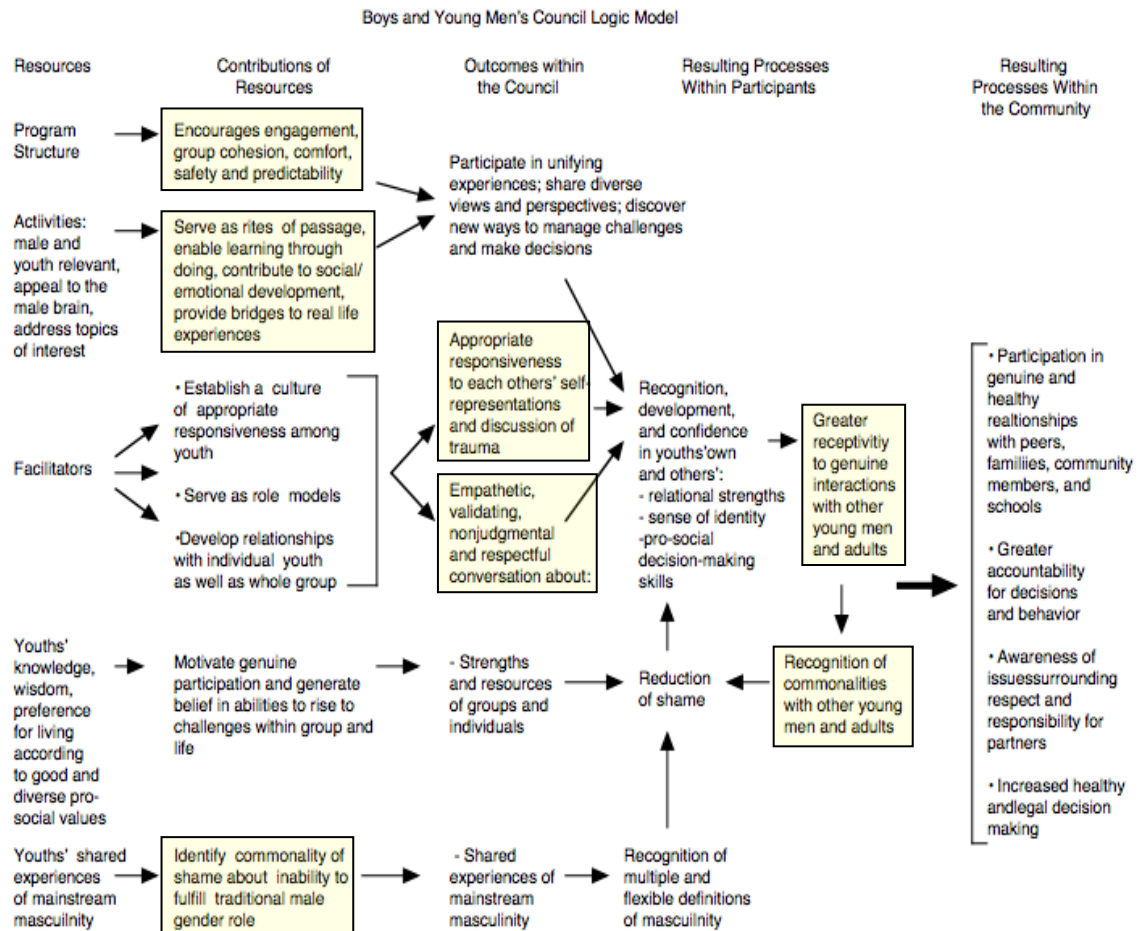 Boys and Young Men's Council Logic Model
Resources
Contributions of
Resources
Outcomes within
the Council
Resulting Processes
Within Participants
Resulting
Processes Within
the Community
Program
Structure
Encourages engagement,
group cohesion, comfort,
safety and predictability
Participate in unifying
experiences; share diverse
views and perspectives; discover
new ways to manage challenges
and make decisions
Actiivities:
male and
youth relevant,
appeal to the
male brain,
address topics
of interest
Serve as rites of passage,
enable learning through
doing, contribute to social/
emotional development,
provide bridges to real life
experiences
Facilitators
• Establish a culture
of appropriate
responsiveness among
youth
• Serve as role models
•Develop relationships
with individual youth
as well as whole group
Appropriate
responsiveness
to each others' self-
representations
and discussion of
trauma
Empathetic,
validating,
nonjudgmental
and respectful
conversation about:
Recognition,
development,
and confidence
in youths'own
and others':
- relational strengths
- sense of identity
-pro-social
decision-making
skills
Greater
receptivitiy
to genuine
interactions
with other
young men
and adults
• Participation in
genuine and
healthy
realtionships
with peers,
familiies, community
members, and
schools
• Greater
accountability
for decisions
and behavior
• Awareness of
issuessurrounding
respect and
responsibility for
partners
• Increased healthy
andlegal decision
making
Youths'
knowledge,
wisdom,
preference
for living
according
to good and
diverse pro-
social values
Motivate genuine
participation and generate
belief in abilities to rise to
challenges within group and
life
- Strengths
and resources
of groups and
individuals
Reduction
of shame
Recognition of
commonalities
with other young
men and adults
Youths' shared
experiences
of mainstream
mascuilnity
Identify commonality of
shame about inability to
fulfill traditional male
gender role
- Shared
experiences of
mainstream
masculinity
Recognition of
multiple and
flexible definitions
of mascuilnity